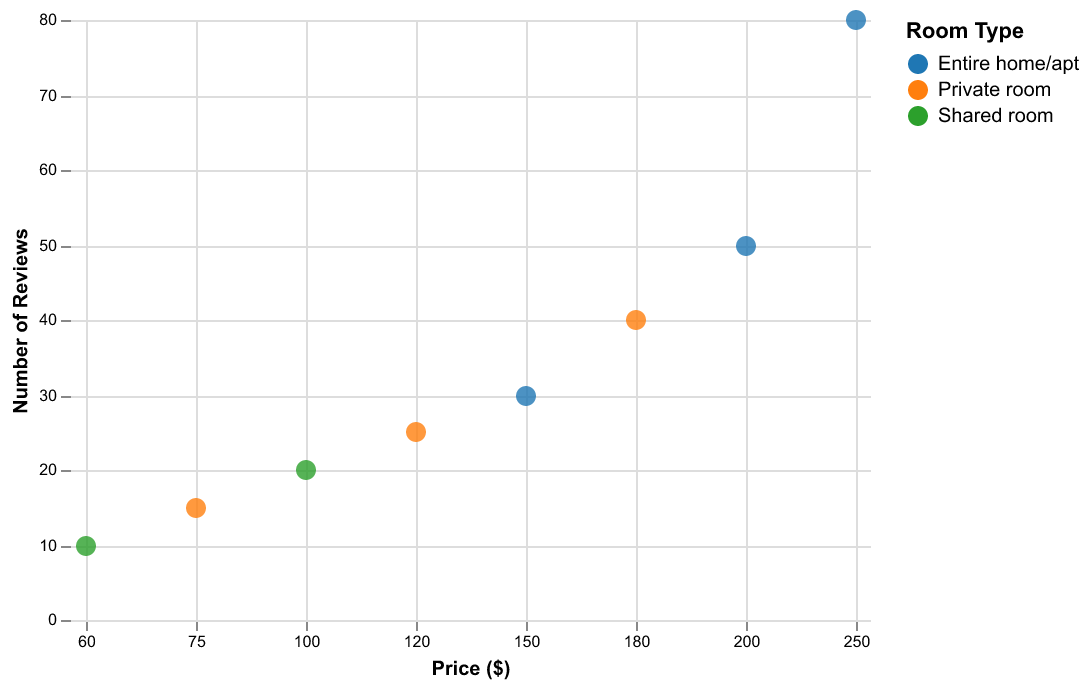 80
70
60
50
40
30
20
10
0
Number of Reviews
60 75 100 120 150 180 200 250
Price ($)
Room Type
Entire home/apt
Private room
Shared room